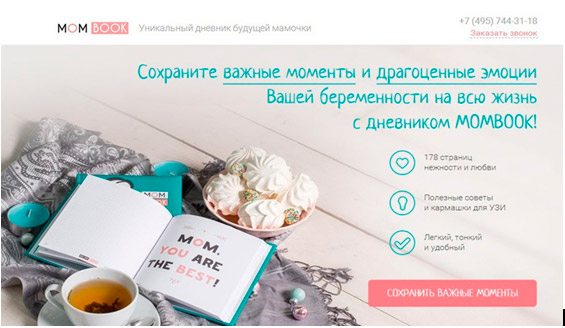 MOM BOOK Уникальный дневник будущей мамочки
+7 (495) 744-31-18
Заказать звонок
Сохраните важные моменты и драгоценные эмоции
Вашей беременности на всю жизнь
с дневником MOMBOOK!
178 страниц
нежности и любви
Полезные советы
и кармашки для УЗИ
Легкий, тонкий
и удобный
СОХРАНИТЬ ВАЖНЫЕ МОМЕНТЫ
MOM
BOOK
MOM,
YOU ARE
THE BEST!